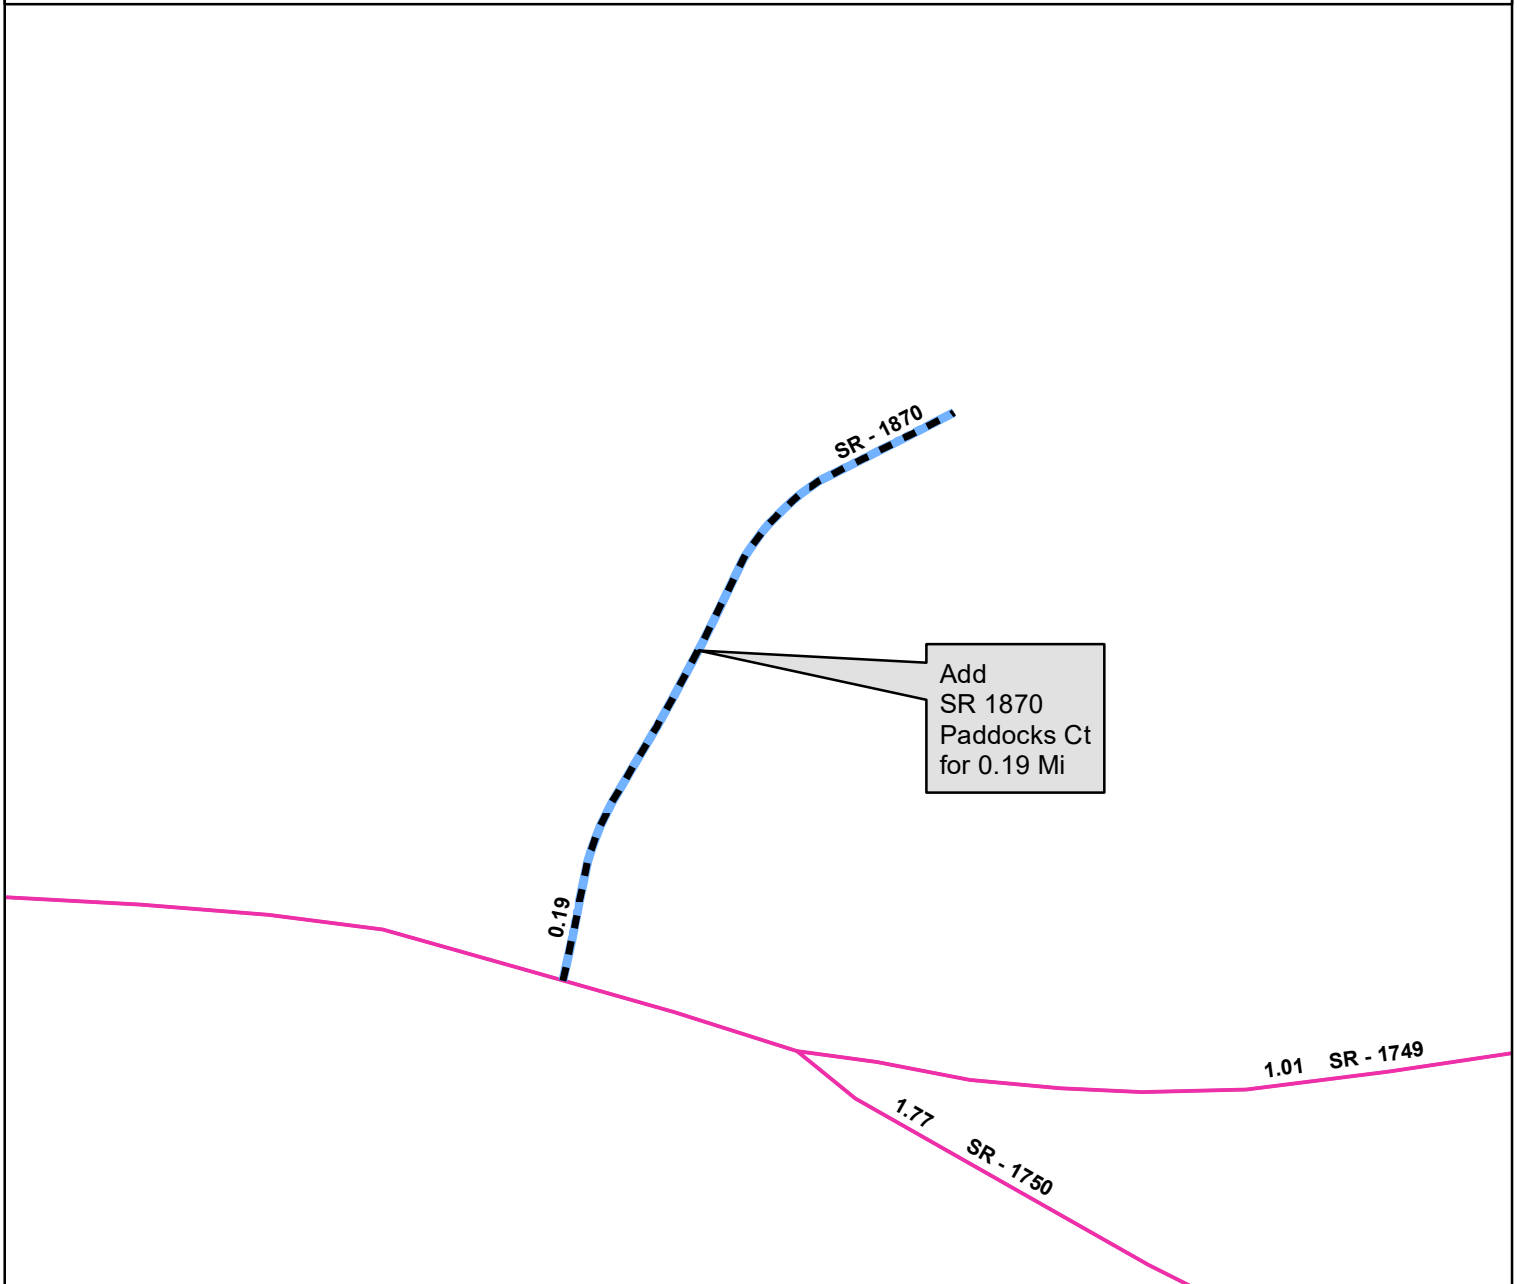 SR - 1870
Add
SR 1870
Paddocks Ct
for 0.19 Mi
0.19
1.01 SR - 1749
1.77 SR - 1750